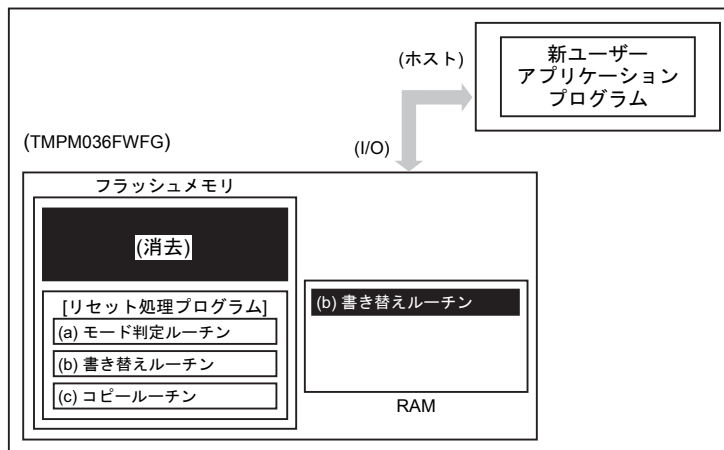 (ホスト)
新ユーザー
アプリケーション
プログラム
(TMPM036FWFG)
(I/O)
フラッシュメモリ
(消去)
[リセット処理プログラム]
(a) モード判定ルーチン
(b) 書き替えルーチン
(c) コピールーチン
(b) 書き替えルーチン
RAM